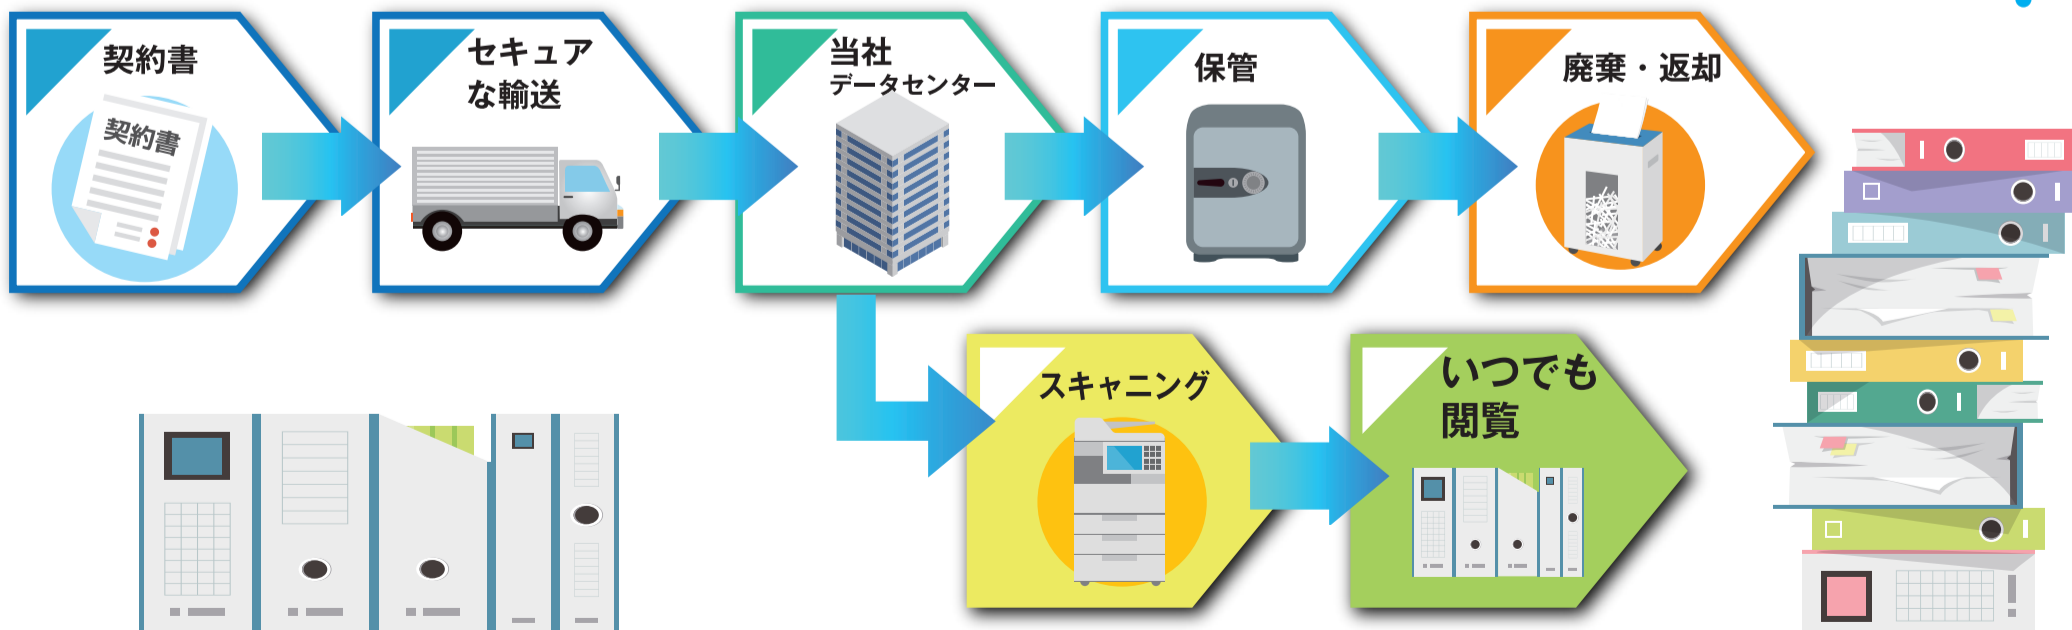 契約書
契約書
セキュア
な輸送
当社
データセンター
保管
廃棄・返却
スキャニング
いつでも
閲覧